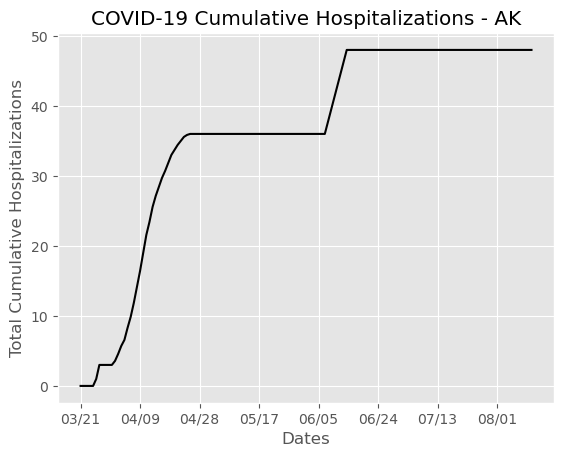 COVID-19 Cumulative Hospitalizations - AK
Total Cumulative Hospitalizations
50
40
30
20
10
0
03/21 04/09 04/28 05/17 06/05 06/24 07/13 08/01
Dates